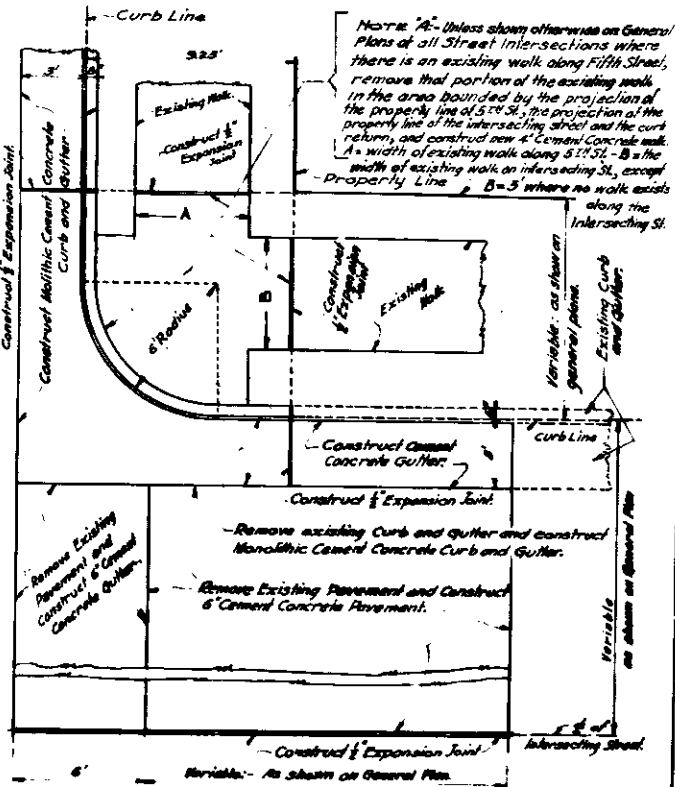 Curb Line
9.25'
3'
8"
NOTE "A":- Unless shown otherwise on General
Plans at all Street Intersections where
there is an existing walk along Fifth Street,
remove that portion of the existing walk
in the area bounded by the projection of
the property line of 5TH St., the projection of the
property line of the intersecting street and the curb
return, and construct new 4" Cement Concrete walk.
A = width of existing walk along 5TH St. - B = the
width of existing walk on intersecting St., except
B=5' where no walk exists
along the
Intersecting St.
Existing Walk
Construct ½" Expansion Joint
Property Line
A
B
Construct ½" Expansion Joint.
Construct Molithic Cement Concrete
Curb and Gutter
6' Radius
Construct
½" Expansion
Joint
Existing
Walk
Variable: as shown on
general plans.
Existing Curb
and Gutter.
Curb Line
Construct Cement
Concrete Gutter.
6'
Construct ½" Expansion Joint.
Remove existing Curb and Gutter and construct
Monolithic Cement Concrete Curb and Gutter.
Remove Existing
Pavement and
Construct 6" Cement
Concrete Gutter.
Remove Existing Pavement and Construct
6" Cement Concrete Pavement.
Variable
as shown on General Plan
of
Intersecting Street.
Construct ½" Expansion Joint
6'
Variable:- As shown on General Plan.